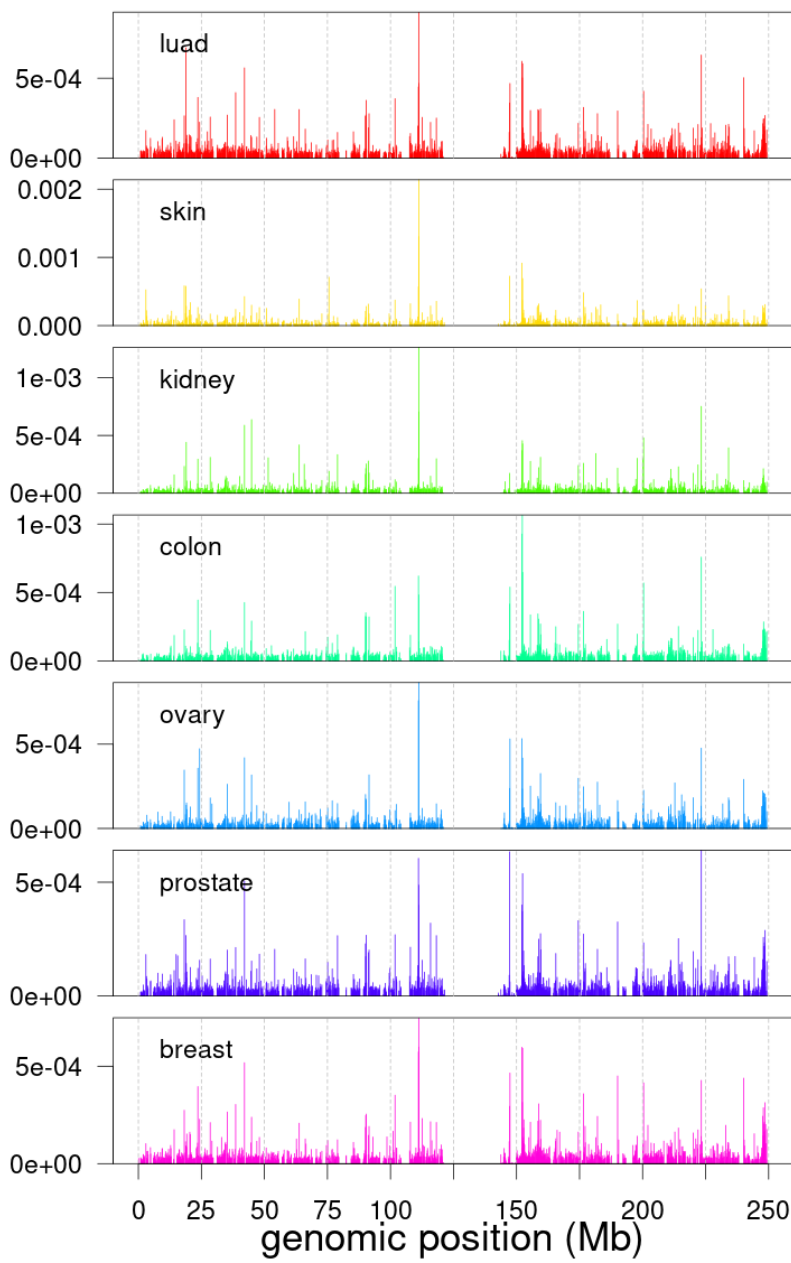 luad
5e-04
0e+00
0.002
skin
0.001
0.000
1e-03
kidney
5e-04
0e+00
1e-03
colon
5e-04
0e+00
ovary
5e-04
0e+00
5e-04
prostate
0e+00
breast
5e-04
0e+00
0 25 50 75 100 150 200 250
genomic position (Mb)